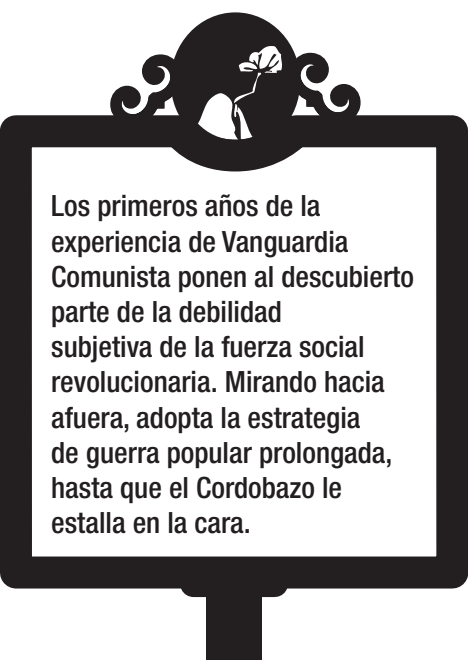 Los primeros años de la
experiencia de Vanguardia
Comunista ponen al descubierto
parte de la debilidad
subjetiva de la fuerza social
revolucionaria. Mirando hacia
afuera, adopta la estrategia
de guerra popular prolongada,
hasta que el Cordobazo le
estalla en la cara.